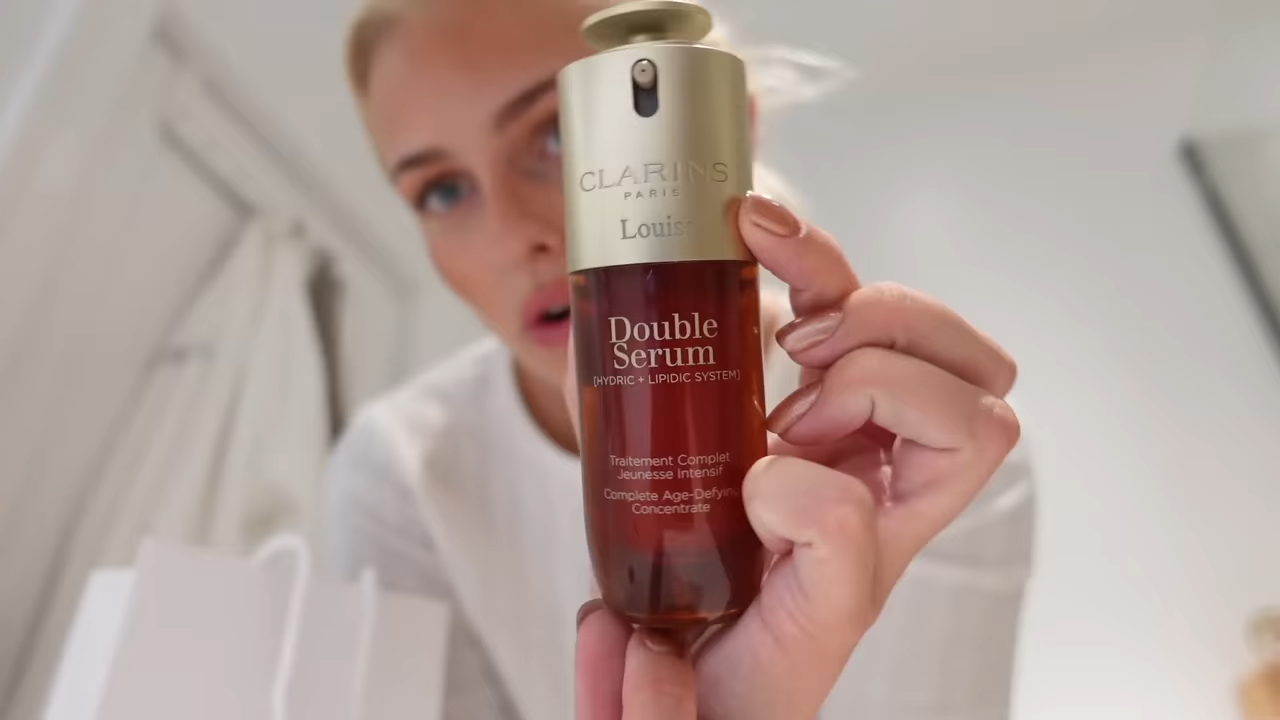 CLARINS
PARIS
Louis
Double
Serum
[HYDRIC + LIPIDIC SYSTEM]
Traitement Complet
Jeunesse Intensif
Complete Age-Defying
Concentrate